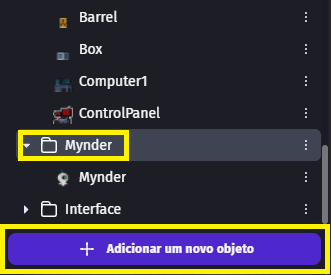 Barrel
Box
Computer1
ControlPanel
Mynder
Mynder
Interface
Adicionar um novo objeto